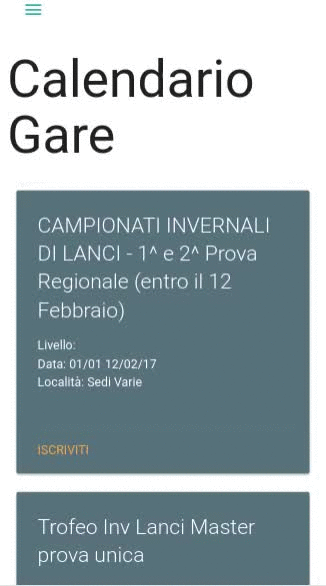 Calendario
Gare
CAMPIONATI INVERNALI
DI LANCI - 1^ e 2^ Prova
Regionale (entro il 12
Febbraio)
Livello:
Data: 01/01 12/02/17
Località: Sedi Varie
ISCRIVITI
Trofeo Inv Lanci Master
prova unica